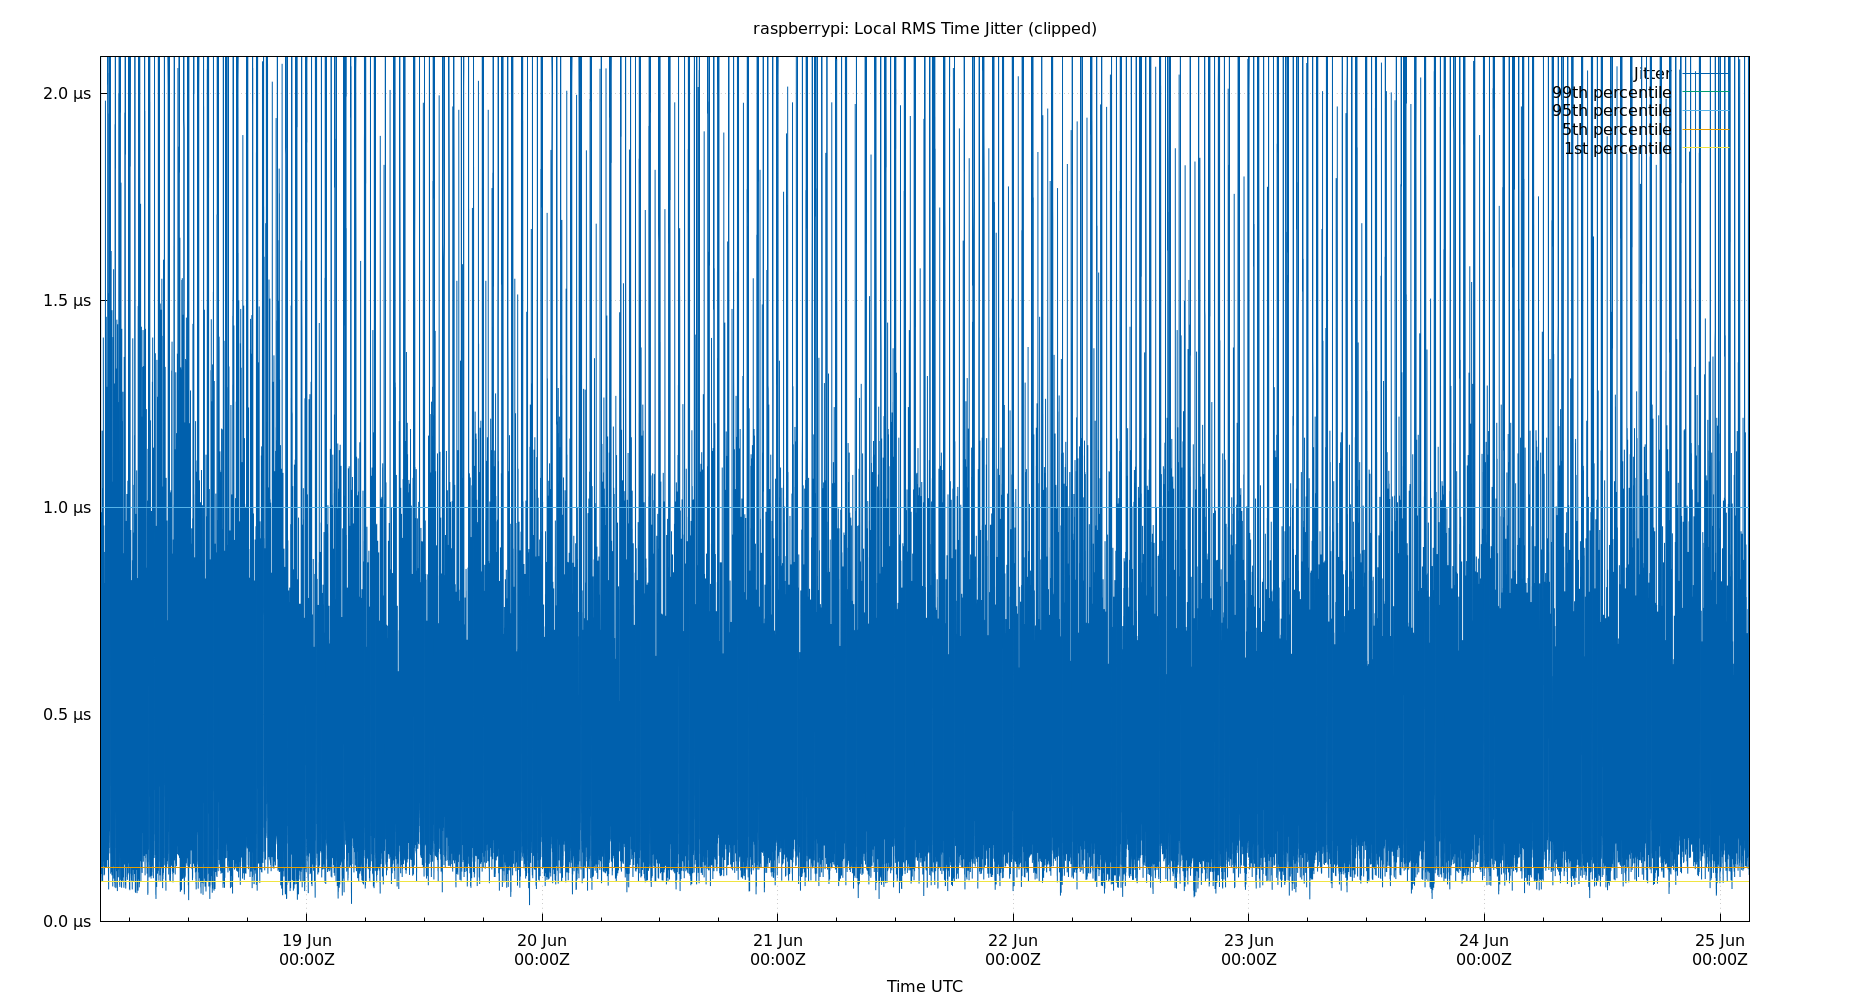 raspberrypi: Local RMS Time Jitter (clipped)
2.0 µs
1.5 µs
1.0 µs
0.5 µs
0.0 µs
Jitter
99th percentile
95th percentile
5th percentile
1st percentile
19 Jun 20 Jun 21 Jun 22 Jun 23 Jun 24 Jun 25 Jun
00:00Z 00:00Z 00:00Z 00:00Z 00:00Z 00:00Z 00:00Z
Time UTC